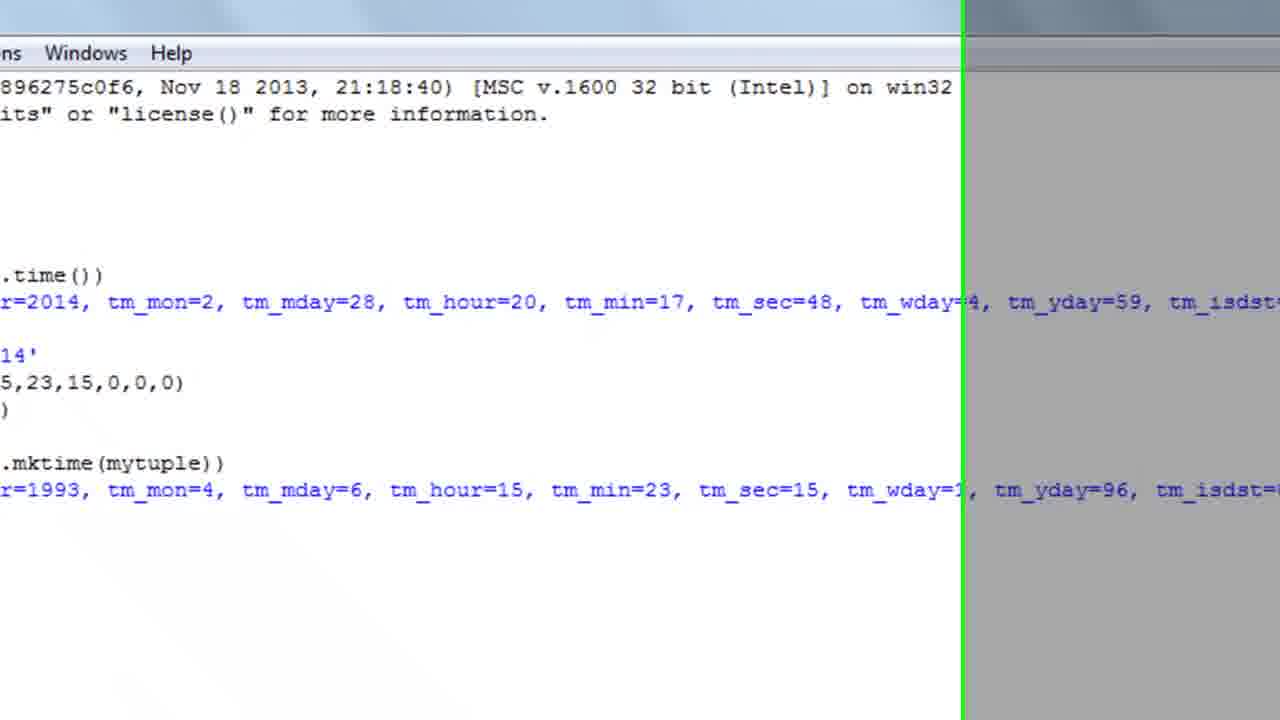 ns Windows Help
896275c0f6, Nov 18 2013, 21:18:40) [MSC v.1600 32 bit (Intel)] on win32
its" or "license()" for more information.
.time())
r=2014, tm_mon=2, tm_mday=28, tm_hour=20, tm_min=17, tm_sec=48, tm_wday=4, tm_yday=59, tm_isdst=
14'
5,23,15,0,0,0)
)
.mktime(mytuple))
r=1993, tm_mon=4, tm_mday=6, tm_hour=15, tm_min=23, tm_sec=15, tm_wday=1, tm_yday=96, tm_isdst=